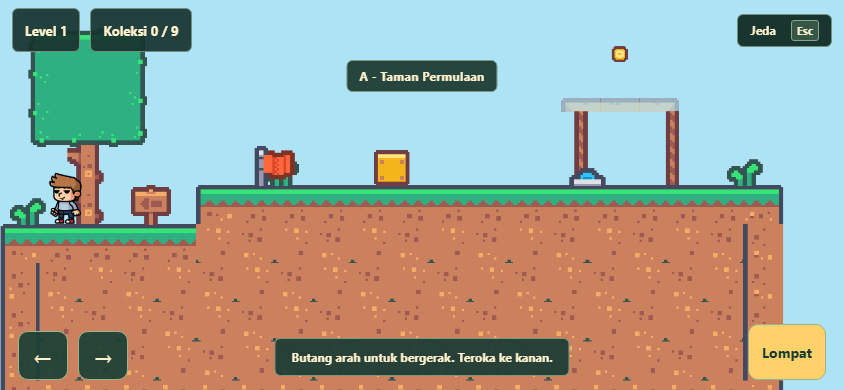 Level 1
Koleksi 0 / 9
Jeda Esc
A - Taman Permulaan
← →
Butang arah untuk bergerak. Teroka ke kanan.
Lompat